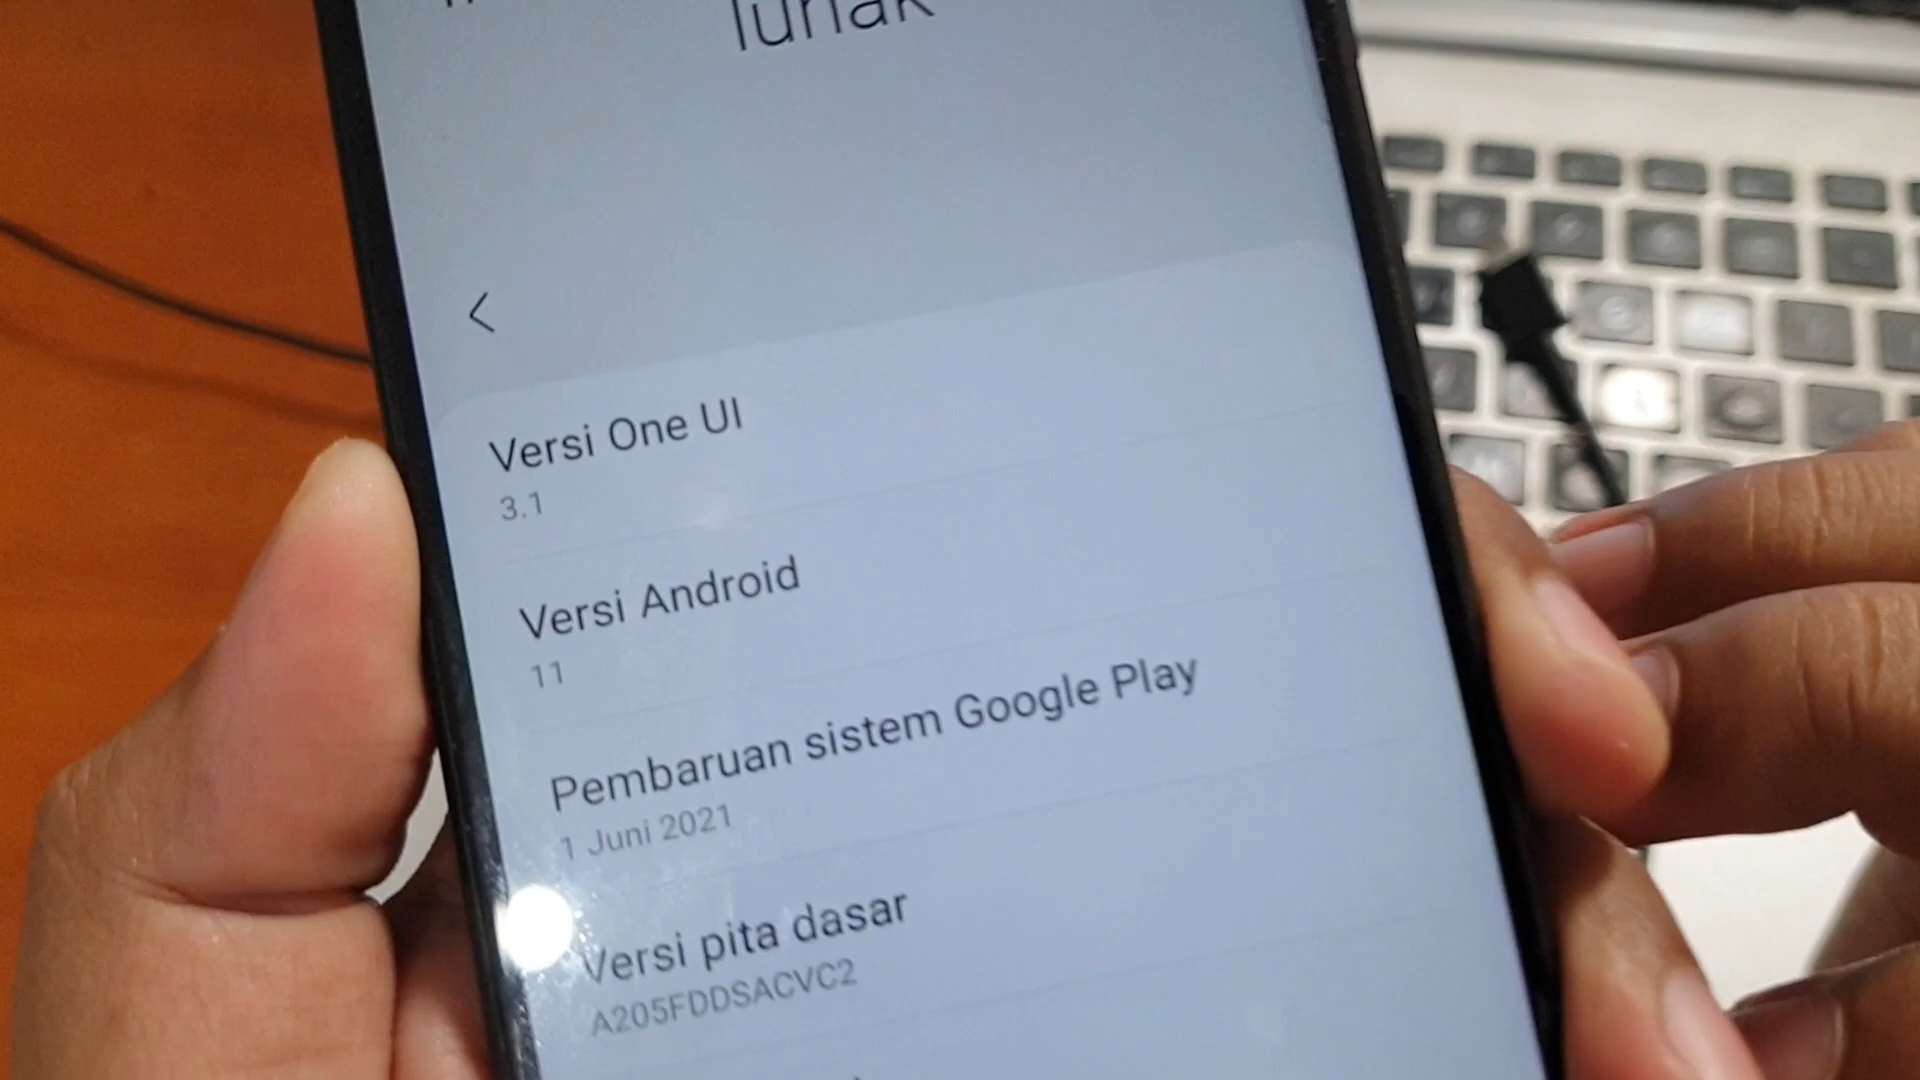 lunak
Versi One UI
3.1
Versi Android
11
Pembaruan sistem Google Play
1 Juni 2021
Versi pita dasar
A205FDDSACVC2